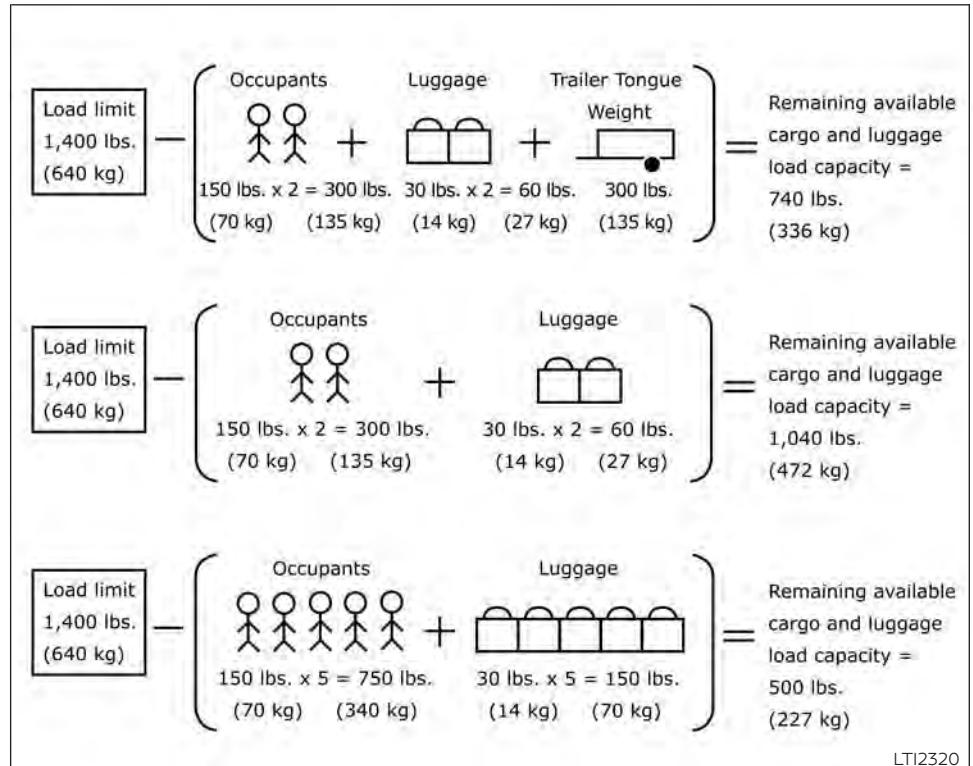 Occupants Luggage Trailer Tongue
Weight
Load limit
1,400 lbs.
(640 kg)
150 lbs. x 2 = 300 lbs. 30 lbs. x 2 = 60 lbs. 300 lbs.
(70 kg) (135 kg) (14 kg) (27 kg) (135 kg)
Remaining available
cargo and luggage
load capacity =
740 lbs.
(336 kg)
Occupants Luggage
Load limit
1,400 lbs.
(640 kg)
150 lbs. x 2 = 300 lbs. 30 lbs. x 2 = 60 lbs.
(70 kg) (135 kg) (14 kg) (27 kg)
Remaining available
cargo and luggage
load capacity =
1,040 lbs.
(472 kg)
Occupants Luggage
Load limit
1,400 lbs.
(640 kg)
150 lbs. x 5 = 750 lbs. 30 lbs. x 5 = 150 lbs.
(70 kg) (340 kg) (14 kg) (70 kg)
Remaining available
cargo and luggage
load capacity =
500 lbs.
(227 kg)
LTI2320